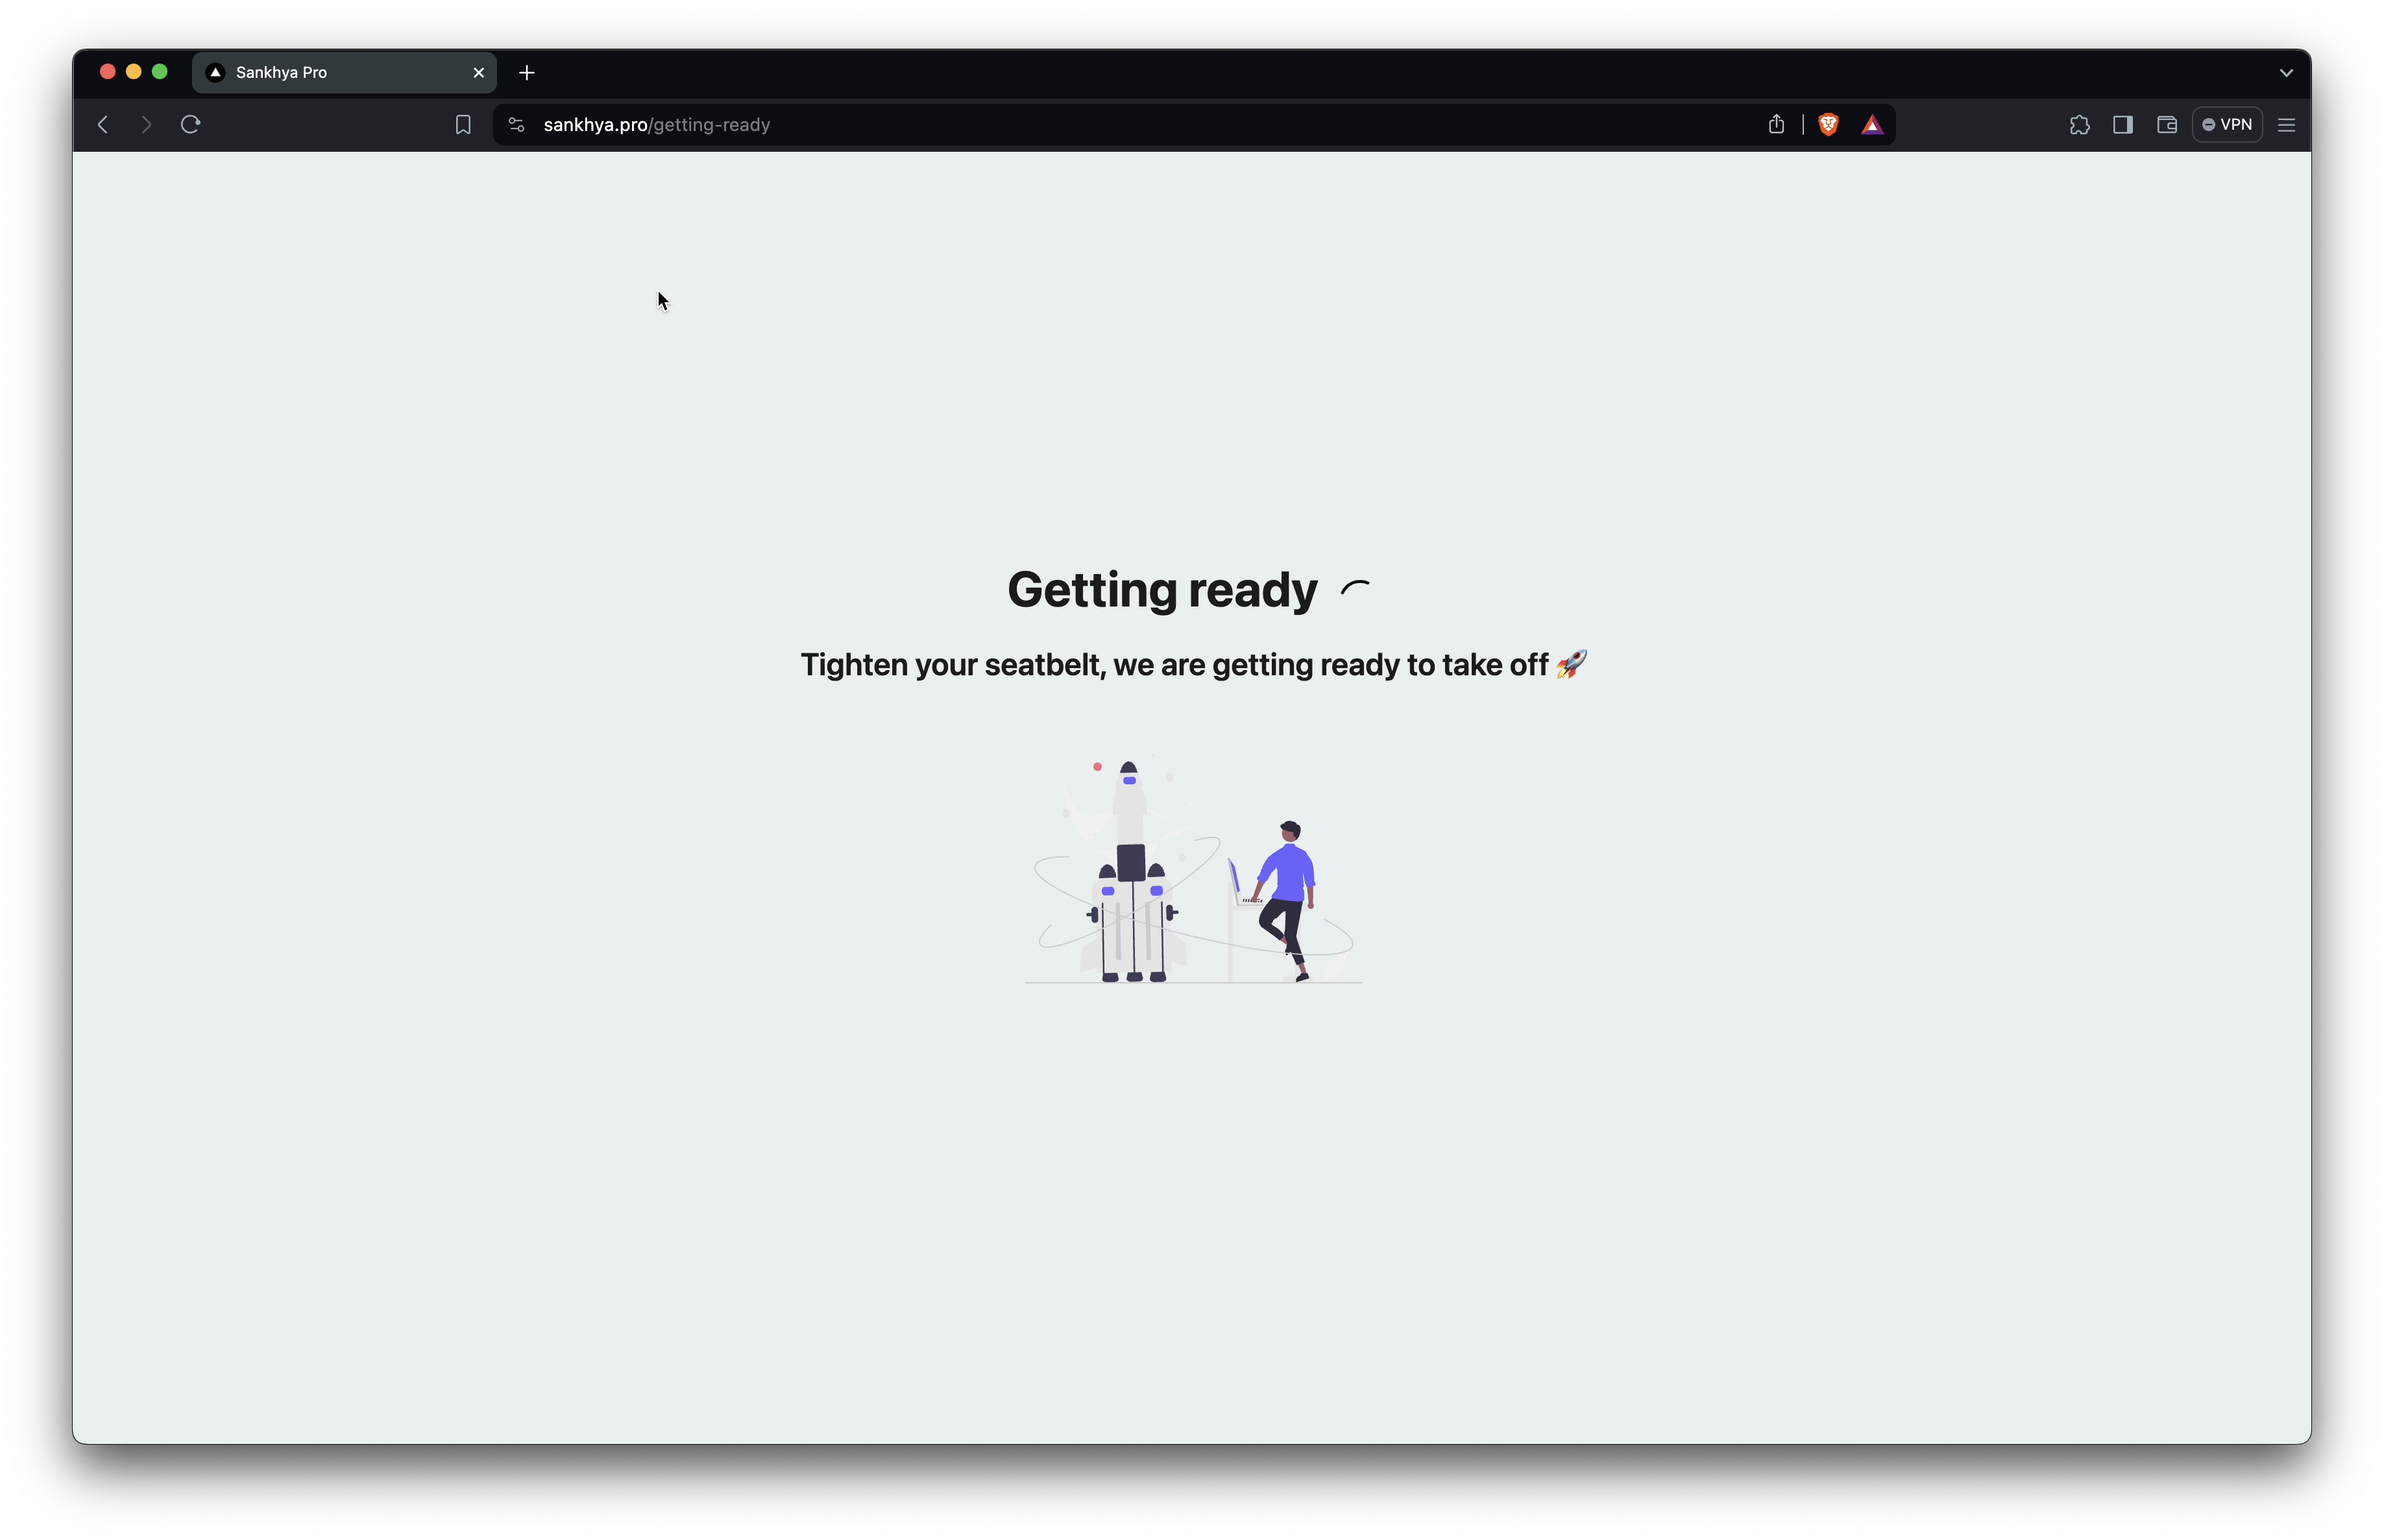 Sankhya Pro
sankhya.pro/getting-ready
VPN
Getting ready
Tighten your seatbelt, we are getting ready to take off 🚀